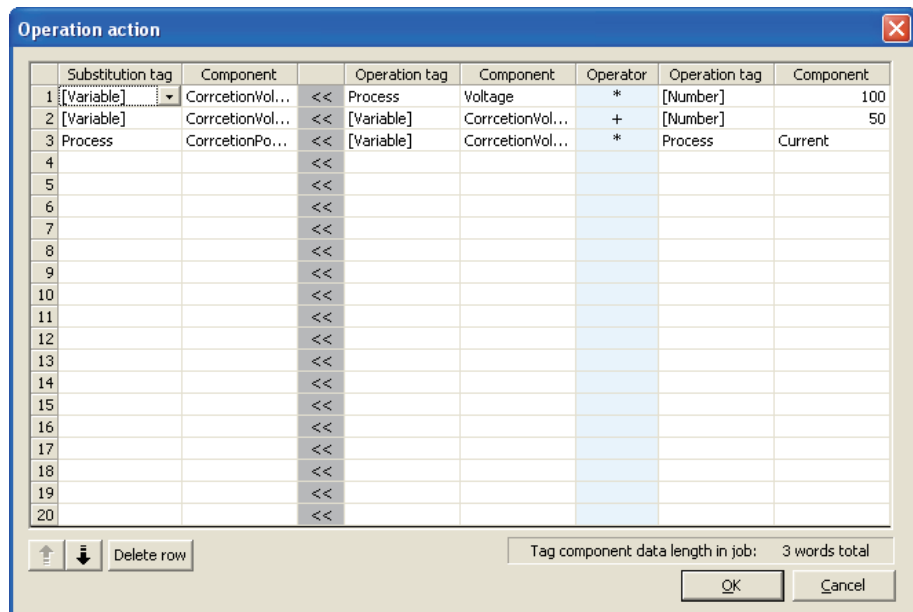 Operation action
Substitution tag Component Operation tag Component Operator Operation tag Component
1 [Variable] CorrcetionVol... << Process Voltage * [Number] 100
2 [Variable] CorrcetionVol... << [Variable] CorrcetionVol... + [Number] 50
3 Process CorrcetionPo... << [Variable] CorrcetionVol... * Process Current
4 <<
5 <<
6 <<
7 <<
8 <<
9 <<
10 <<
11 <<
12 <<
13 <<
14 <<
15 <<
16 <<
17 <<
18 <<
19 <<
20 <<
Delete row Tag component data length in job: 3 words total
OK Cancel